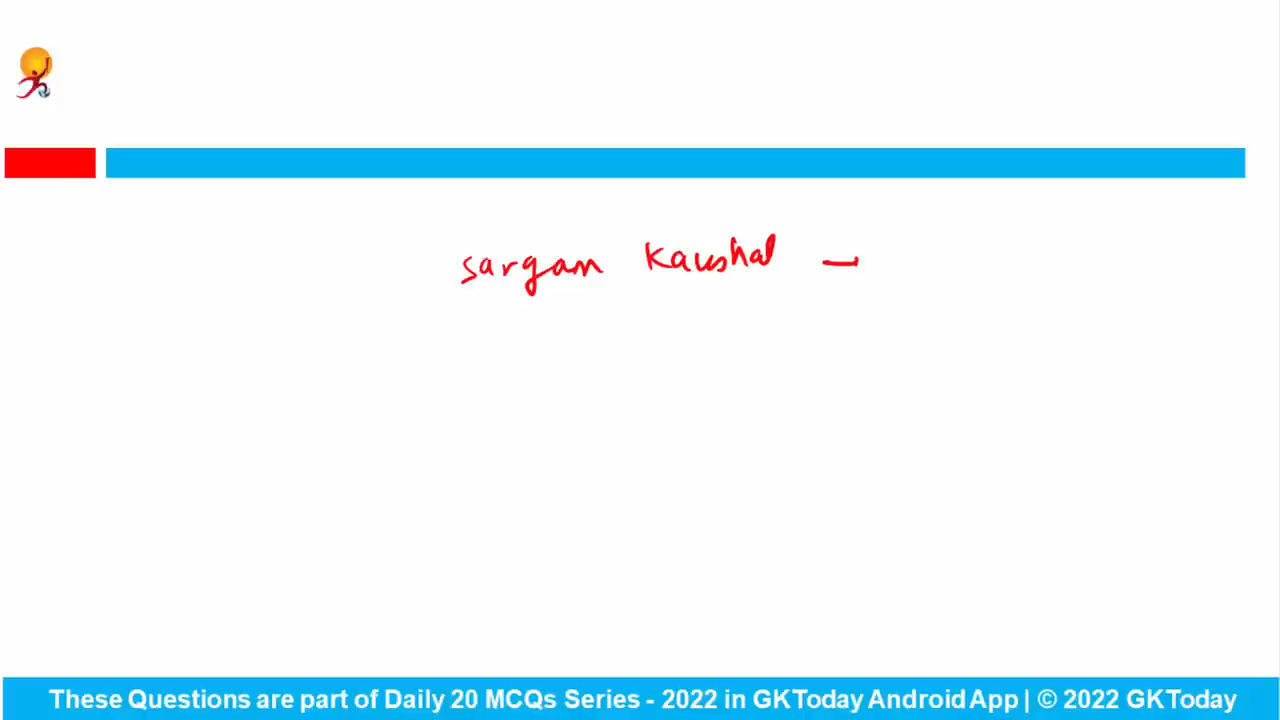 sargam Kaushal —
These Questions are part of Daily 20 MCQs Series - 2022 in GKToday Android App | © 2022 GKToday